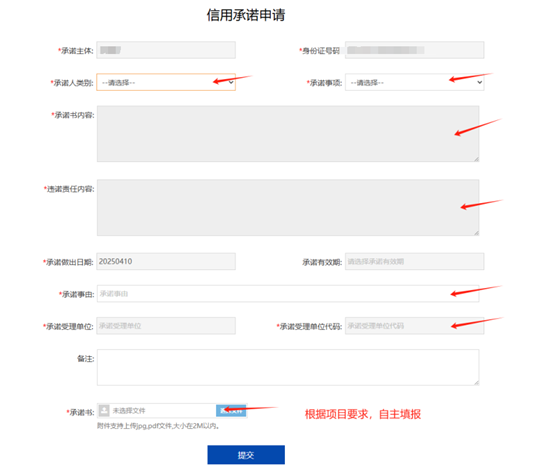 信用承诺申请
*承诺主体: *身份证号码
*承诺人类别: --请选择-- *承诺事项: --请选择--
*承诺书内容:
*违诺责任内容:
*承诺做出日期: 20250410 承诺有效期: 请选择承诺有效期
*承诺事由: 承诺事由
*承诺受理单位: 承诺受理单位 *承诺受理单位代码: 承诺受理单位代码
备注:
*承诺书: 未选择文件
根据项目要求，自主填报
附件支持上传jpg,pdf文件,大小在2M以内。
提交